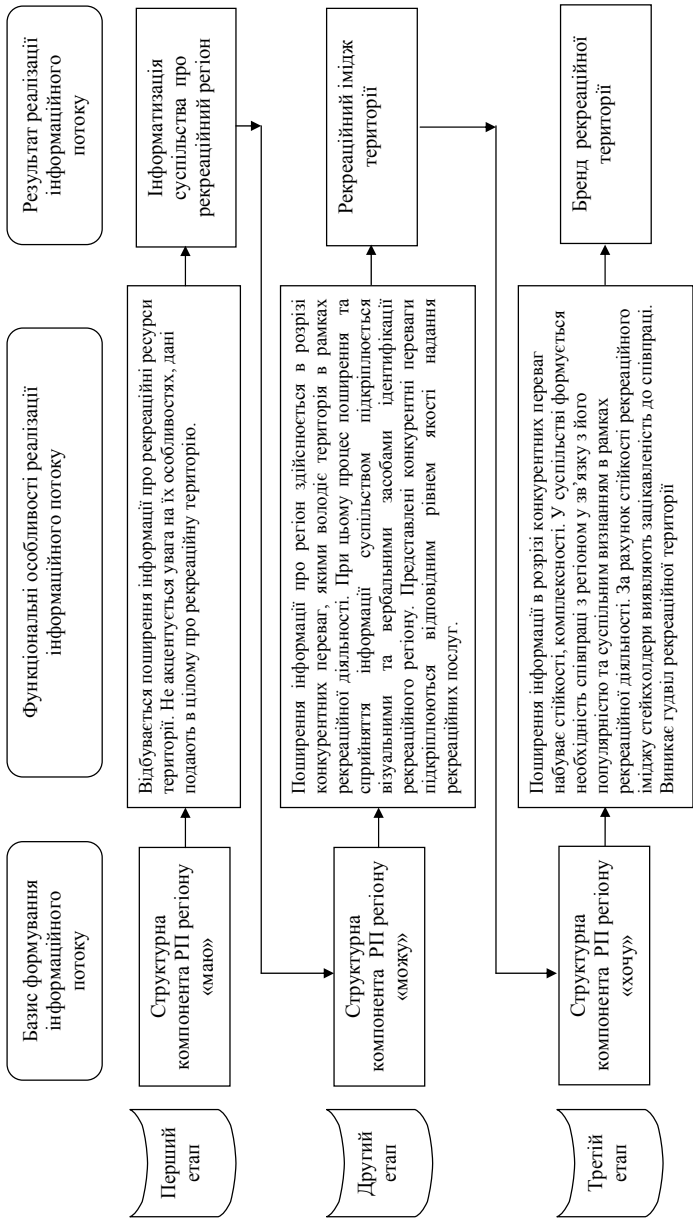 Базис формування
інформаційного
потоку
Функціональні особливості реалізації
інформаційного потоку
Результат реалізації
інформаційного
потоку
Перший
етап
Структурна
компонента РП регіону
«маю»
Відбувається поширення інформації про рекреаційні ресурси
території. Не акцентується увага на їх особливостях, дані
подають в цілому про рекреаційну територію.
Інформатизація
суспільства про
рекреаційний регіон
Другий
етап
Структурна
компонента РП регіону
«можу»
Поширення інформації про регіон здійснюється в розрізі
конкурентних переваг, якими володіє територія в рамках
рекреаційної діяльності. При цьому процес поширення та
сприйняття інформації суспільством підкріплюється
візуальними та вербальними засобами ідентифікації
рекреаційного регіону. Представлені конкурентні переваги
підкріплюються відповідним рівнем якості надання
рекреаційних послуг.
Рекреаційний імідж
території
Третій
етап
Структурна
компонента РП регіону
«хочу»
Поширення інформації в розрізі конкурентних переваг
набуває стійкості, комплексності. У суспільстві формується
необхідність співпраці з регіоном у зв’язку з його
популярністю та суспільним визнанням в рамках
рекреаційної діяльності. За рахунок стійкості рекреаційного
іміджу стейкхолдери виявляють зацікавленість до співпраці.
Виникає гудвіл рекреаційної території
Бренд рекреаційної
території